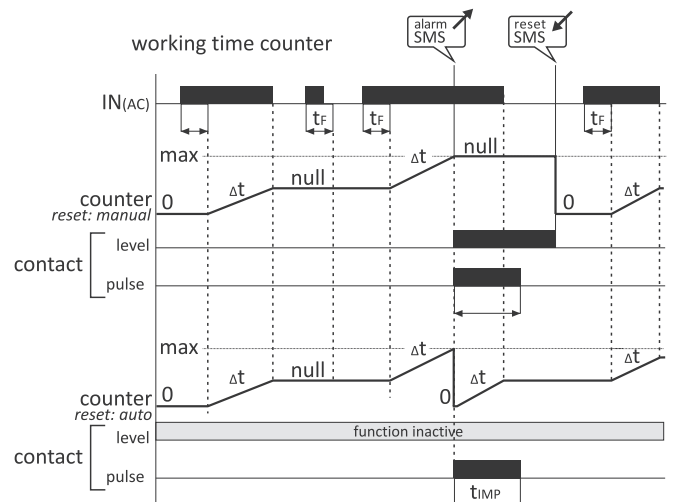 working time counter
alarm
SMS
reset
SMS
IN(AC)
tF
tF
tF
max
Δt
null
counter
reset: manual
0
Δt
null
0
Δt
contact
level
pulse
max
Δt
Δt
counter
reset: auto
0
Δt
null
0
Δt
contact
level
function inactive
pulse
tIMP